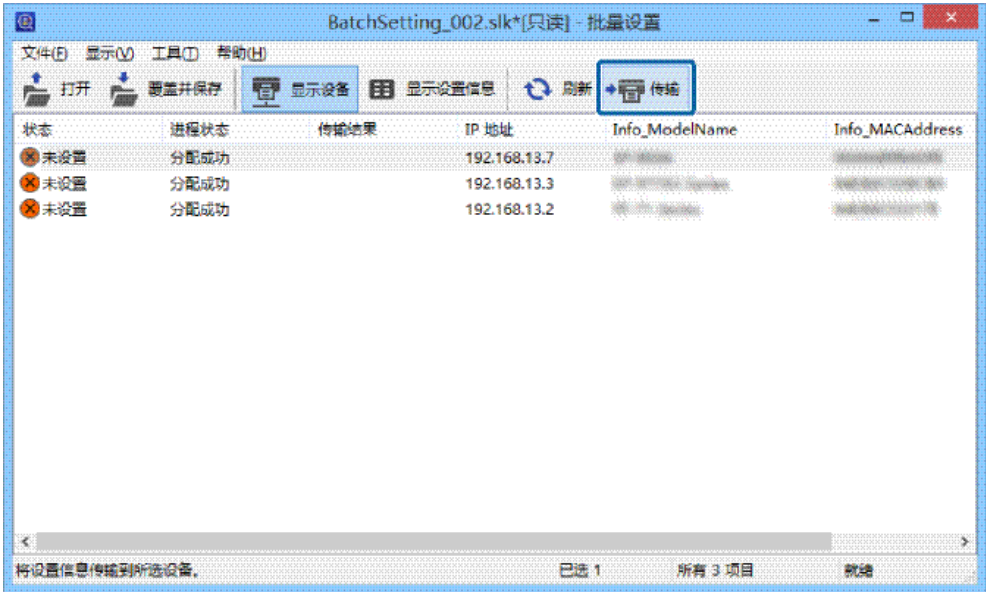 BatchSetting_002.slk*[只读] - 批量设置
文件(F) 显示(V) 工具(T) 帮助(H)
打开 覆盖并保存 显示设备 显示设置信息 刷新 传输
状态 进程状态 传输结果 IP 地址 Info_ModelName Info_MACAddress
未设置 分配成功 192.168.13.7
未设置 分配成功 192.168.13.3
未设置 分配成功 192.168.13.2
将设置信息传输到所选设备。 已选 1 所有 3 项目 就绪